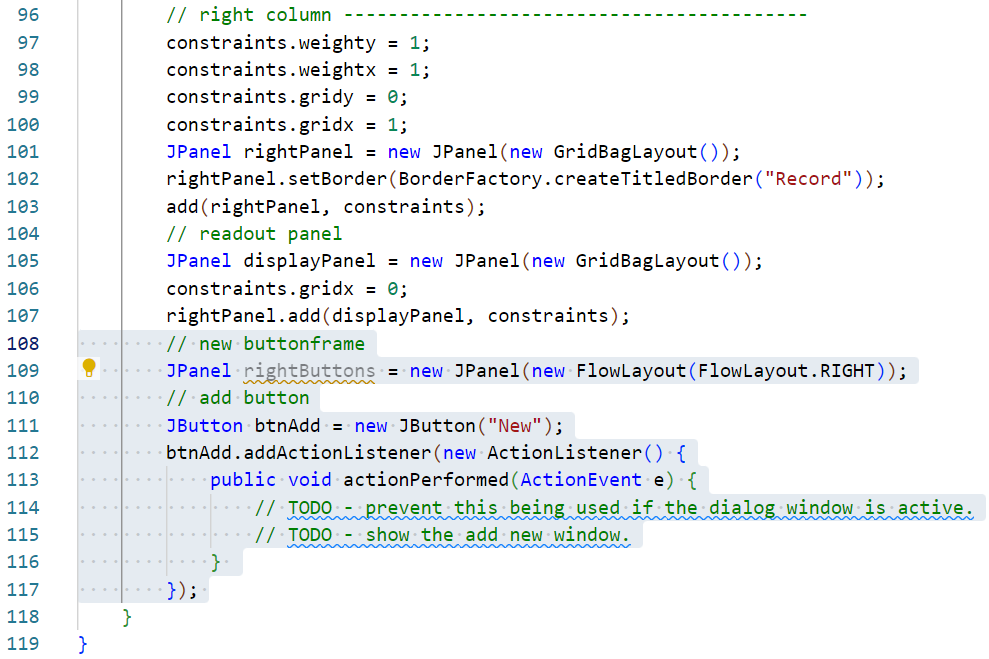 96 // right column ------------------------------------------
97 constraints.weighty = 1;
98 constraints.weightx = 1;
99 constraints.gridy = 0;
100 constraints.gridx = 1;
101 JPanel rightPanel = new JPanel(new GridBagLayout());
102 rightPanel.setBorder(BorderFactory.createTitledBorder("Record"));
103 add(rightPanel, constraints);
104 // readout panel
105 JPanel displayPanel = new JPanel(new GridBagLayout());
106 constraints.gridx = 0;
107 rightPanel.add(displayPanel, constraints);
108 // new buttonframe
109 JPanel rightButtons = new JPanel(new FlowLayout(FlowLayout.RIGHT));
110 // add button
111 JButton btnAdd = new JButton("New");
112 btnAdd.addActionListener(new ActionListener() {
113 public void actionPerformed(ActionEvent e) {
114 // TODO - prevent this being used if the dialog window is active.
115 // TODO - show the add new window.
116 }
117 });
118 }
119 }